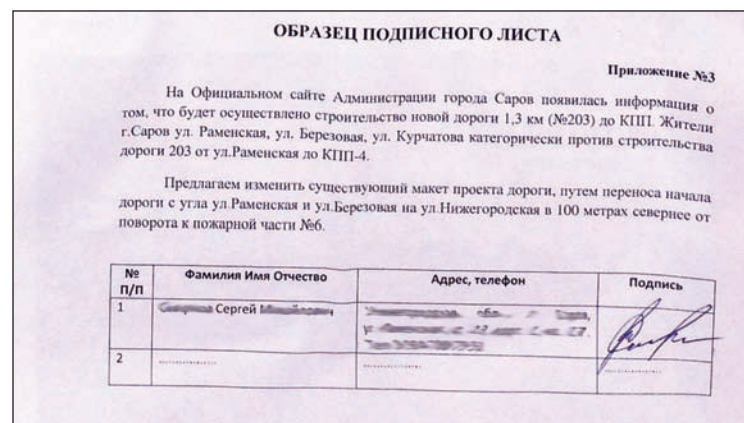 ОБРАЗЕЦ ПОДПИСНОГО ЛИСТА
Приложение №3
На Официальном сайте Администрации города Саров появилась информация о
том, что будет осуществлено строительство новой дороги 1,3 км (№203) до КПП. Жители
г.Саров ул. Раменская, ул. Березовая, ул. Курчатова категорически против строительства
дороги 203 от ул.Раменская до КПП-4.
Предлагаем изменить существующий макет проекта дороги, путем переноса начала
дороги с угла ул.Раменская и ул.Березовая на ул.Нижегородская в 100 метрах севернее от
поворота к пожарной части №6.
№ Фамилия Имя Отчество Адрес, телефон Подпись
п/п
1 Сергей
2 ................ ................ ................